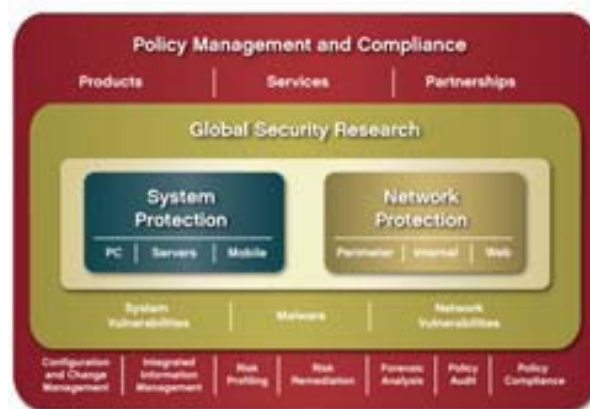 Policy Management and Compliance
Products Services Partnerships
Global Security Research
System Protection
PC Servers Mobile
Network Protection
Perimeter Internal Web
System Vulnerabilities
Malware
Network Vulnerabilities
Configuration and Change Management
Integrated Information Management
Risk Profiling
Risk Remediation
Forensic Analysis
Policy Audit
Policy Compliance